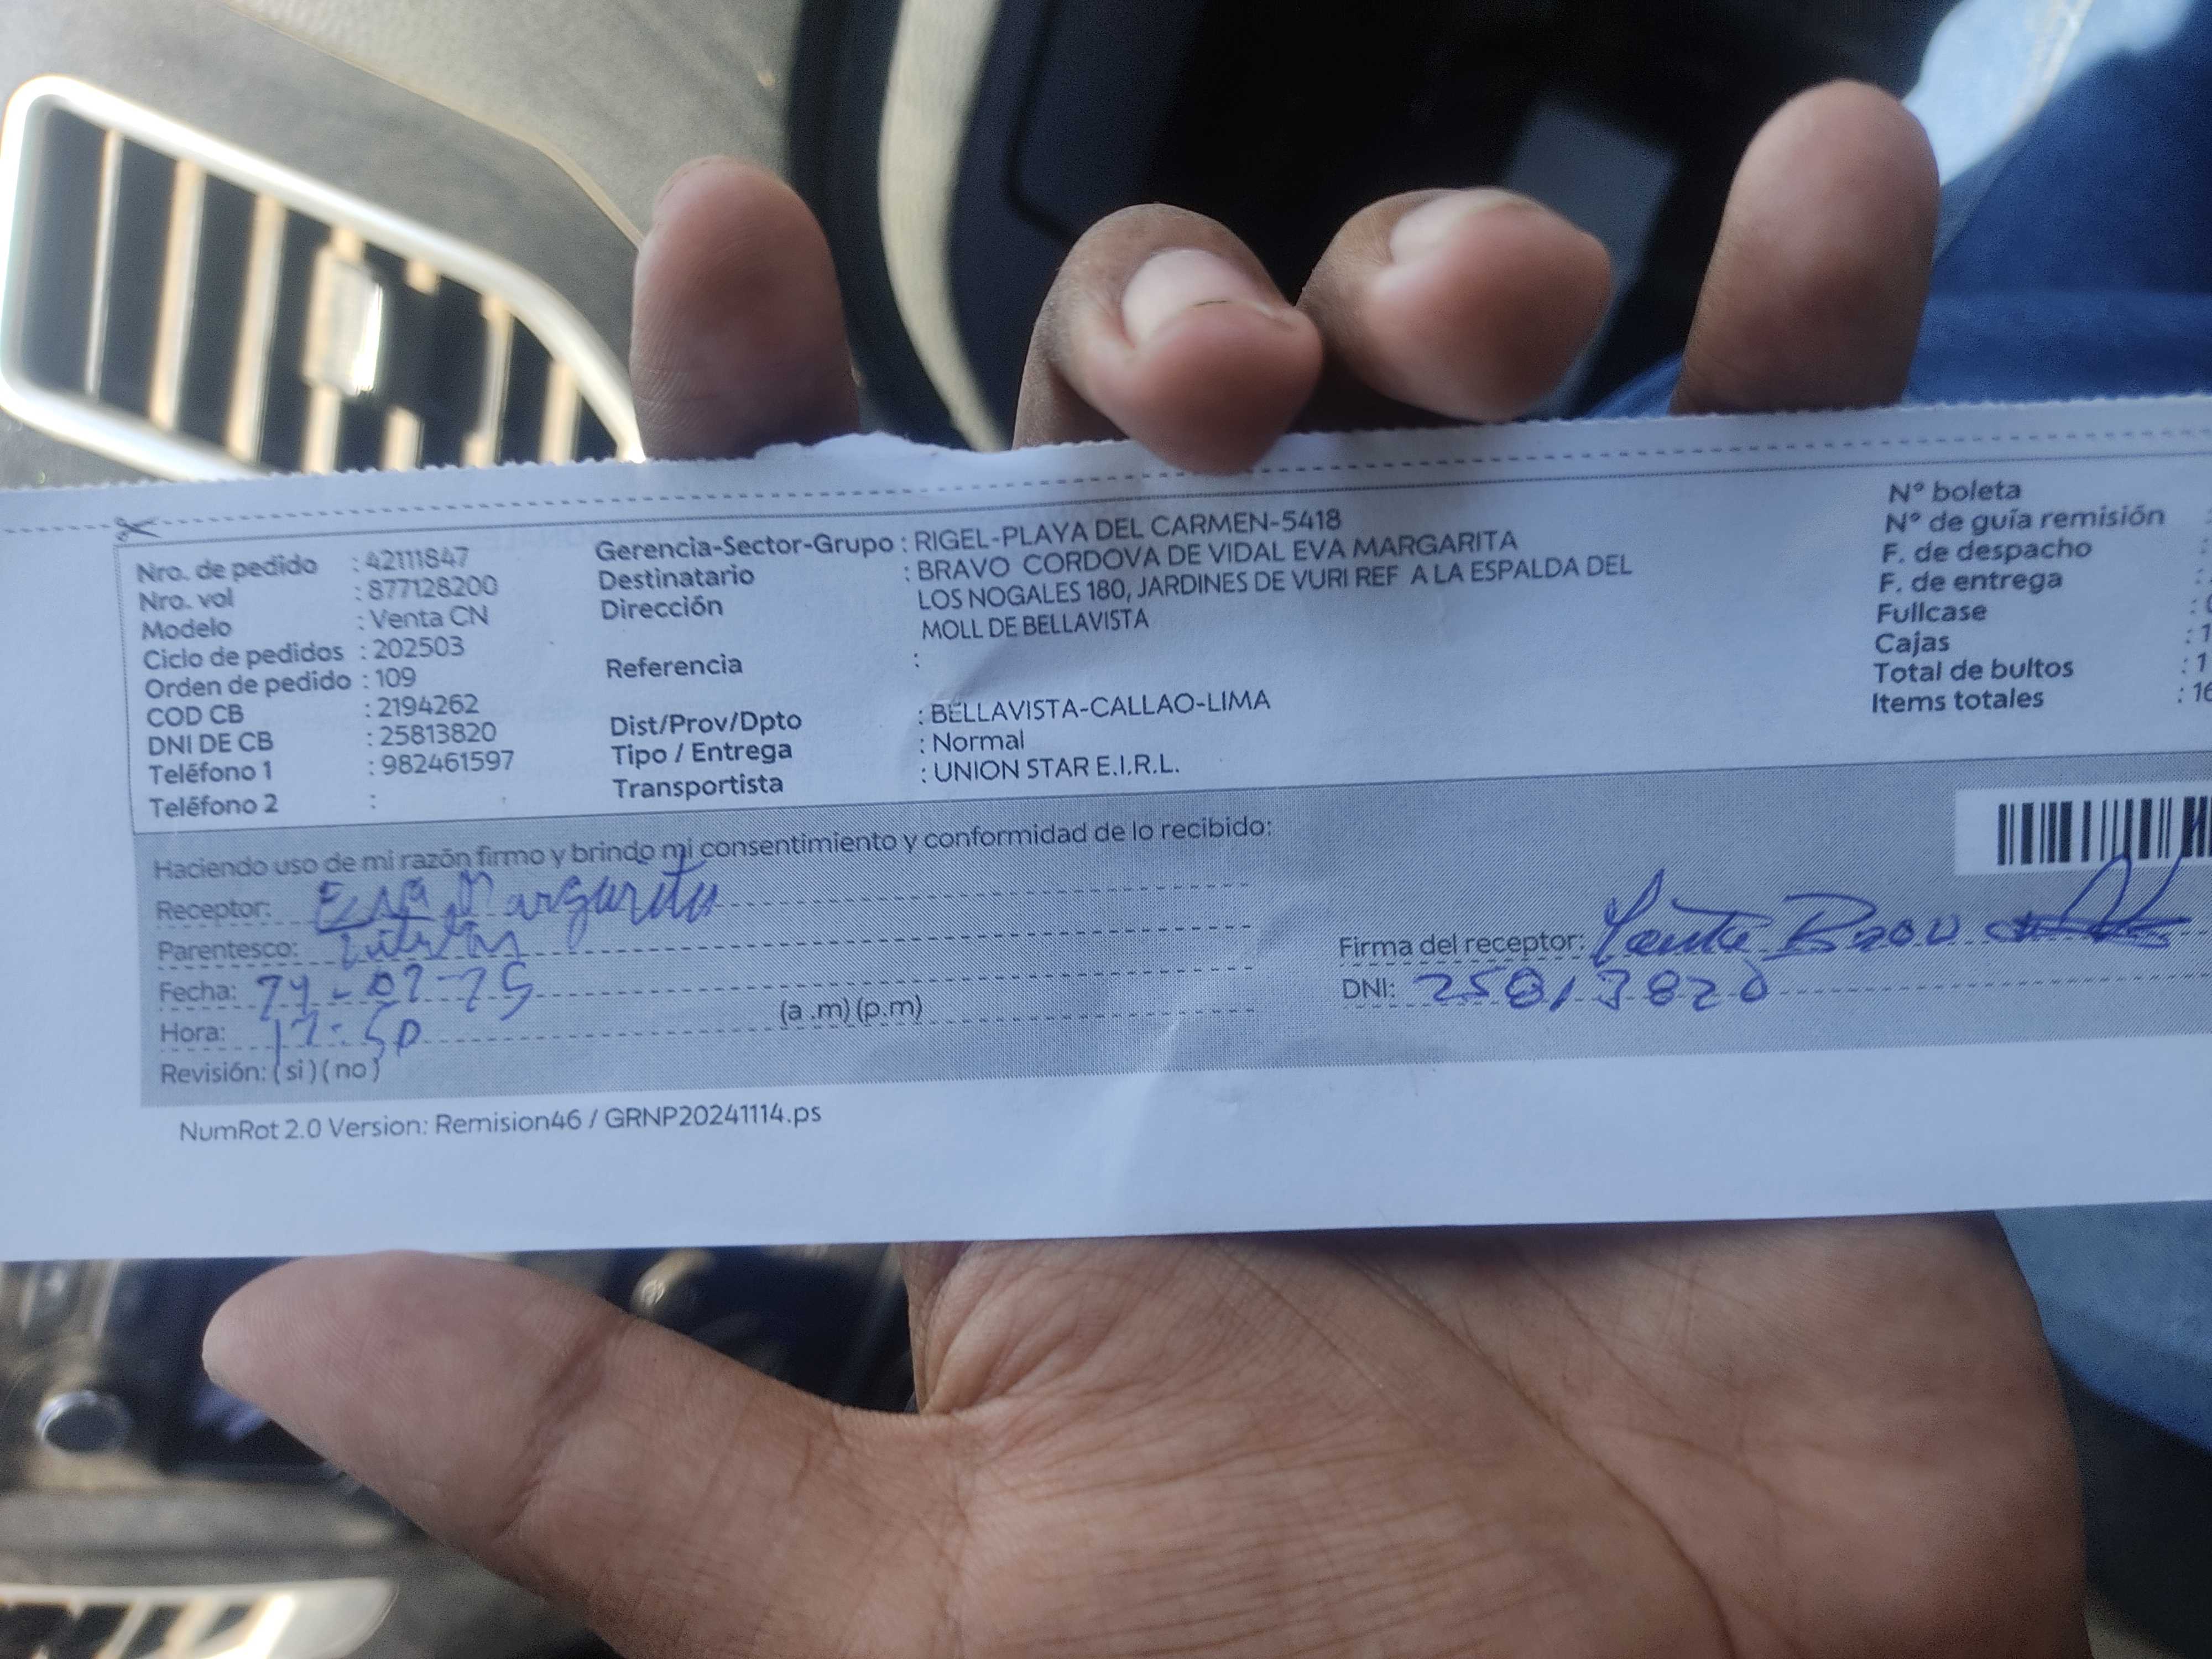 Nro. de pedido : 42111847
Nro. vol : 877128200
Modelo : Venta CN
Ciclo de pedidos : 202503
Orden de pedido : 109
COD CB : 2194262
DNI DE CB : 25813820
Teléfono 1 : 982461597
Teléfono 2 :
Gerencia-Sector-Grupo : RIGEL-PLAYA DEL CARMEN-5418
Destinatario : BRAVO CORDOVA DE VIDAL EVA MARGARITA
Dirección LOS NOGALES 180, JARDINES DE VURI REF A LA ESPALDA DEL
MOLL DE BELLAVISTA
Referencia :
Dist/Prov/Dpto : BELLAVISTA-CALLAO-LIMA
Tipo / Entrega : Normal
Transportista : UNION STAR E.I.R.L.
N° boleta
N° de guía remisión :
F. de despacho :
F. de entrega :
Fullcase :
Cajas : 1
Total de bultos : 1
Items totales : 16
Haciendo uso de mi razón firmo y brindo mi consentimiento y conformidad de lo recibido:
Receptor: Eva Margarita
Parentesco:
Fecha:
Hora: (a .m) (p.m)
Revisión: ( si ) ( no )
Firma del receptor:
DNI: 25813820
NumRot 2.0 Version: Remision46 / GRNP20241114.ps